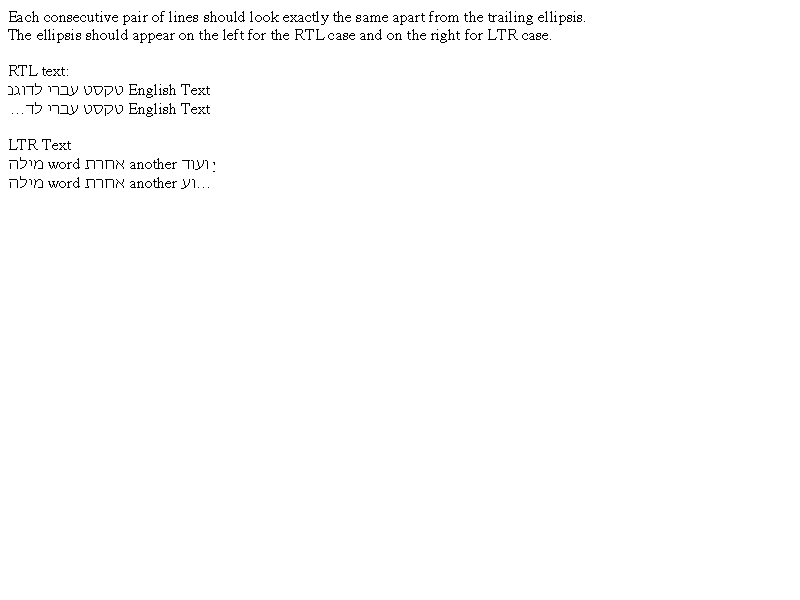 Each consecutive pair of lines should look exactly the same apart from the trailing ellipsis.
The ellipsis should appear on the left for the RTL case and on the right for LTR case.
RTL text:
English Text טקסט עברי לדוגנ
English Text טקסט עברי לד...
LTR Text
מילה word אחרת another ועוד
מילה word אחרת another וע...